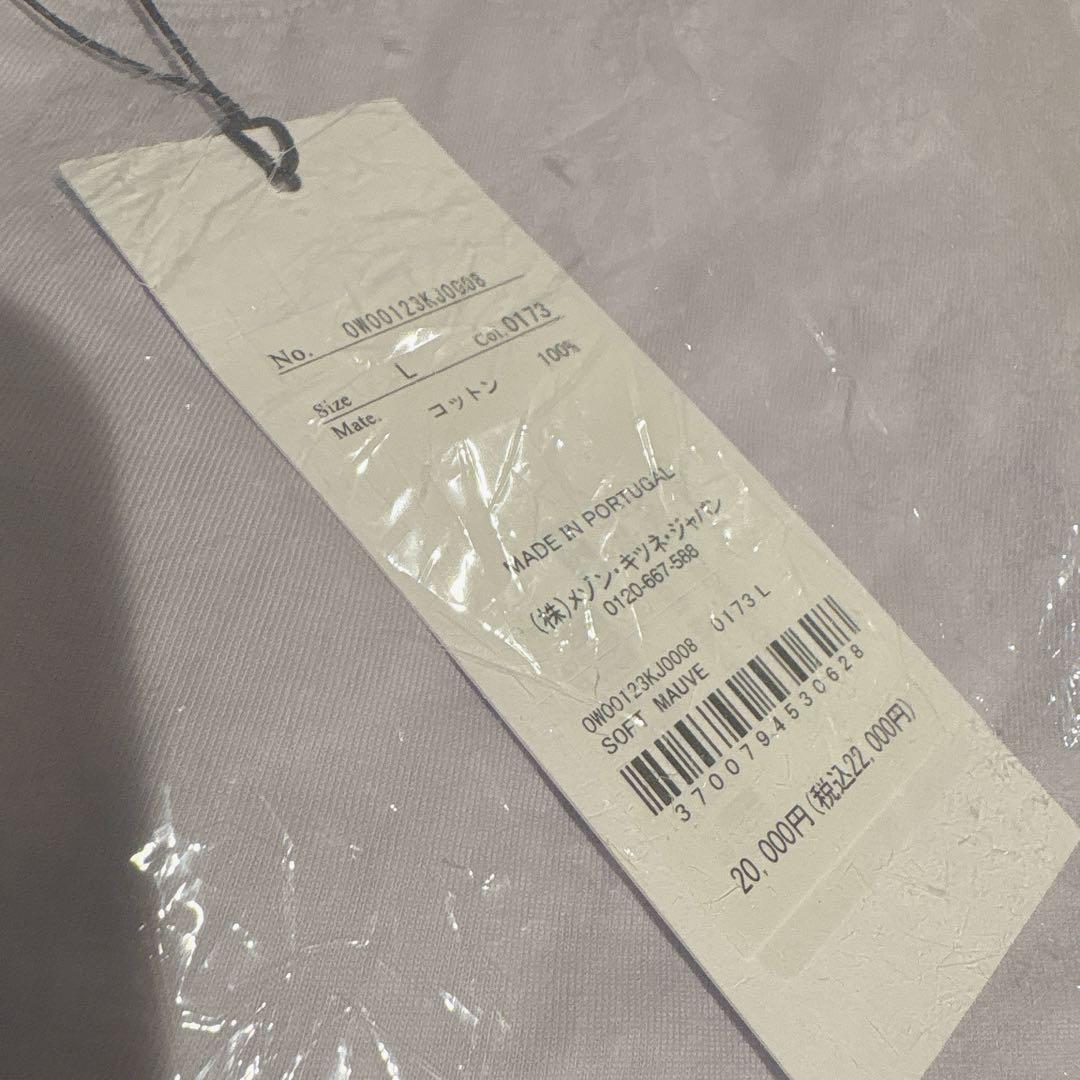 No. OW00123KJ0008
Size L Col. 0173
Mate. コットン 100%
MADE IN PORTUGAL
(株)メゾン・キツネ・ジャパン
0120-667-588
OW00123KJ0008 0173 L
SOFT MAUVE
3700794530628
20,000円(税込22,000円)